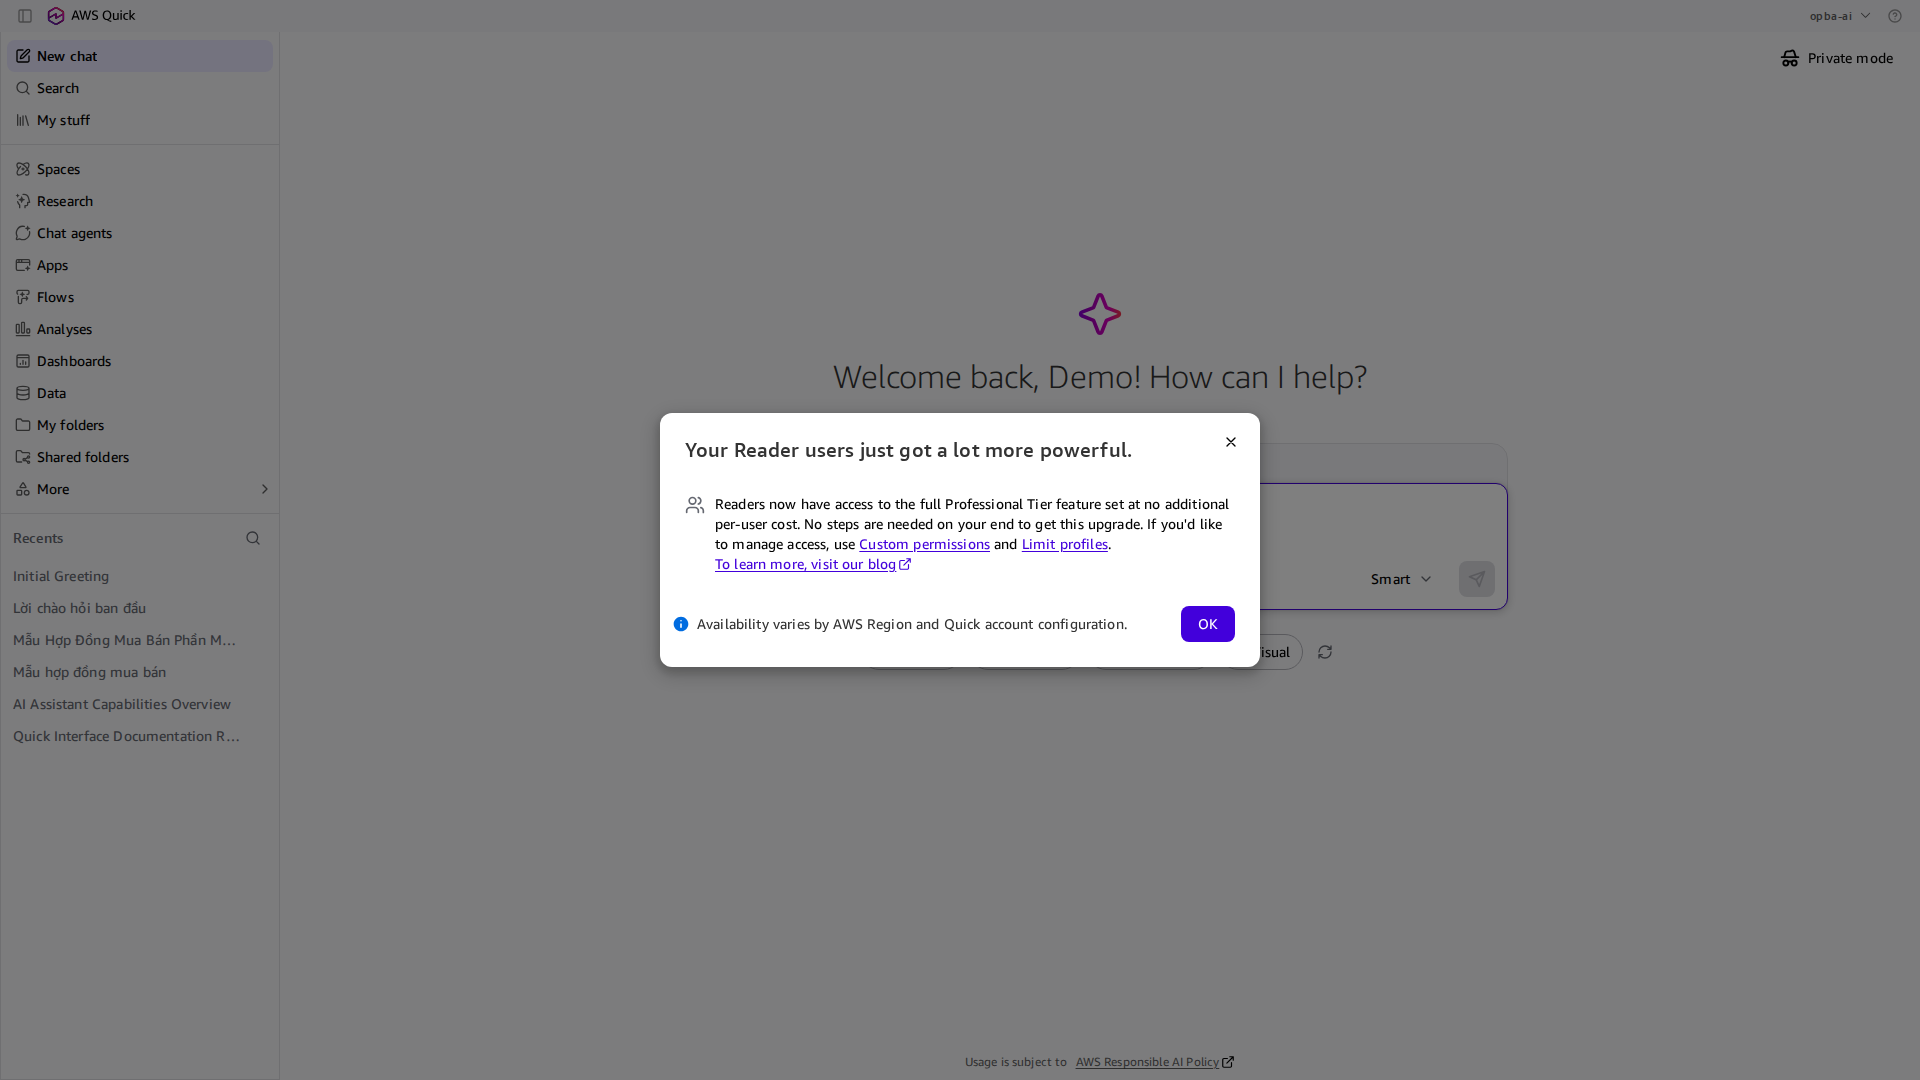 AWS Quick
opba-ai
New chat
Search
My stuff
Spaces
Research
Chat agents
Apps
Flows
Analyses
Dashboards
Data
My folders
Shared folders
More
Recents
Initial Greeting
Lời chào hỏi ban đầu
Mẫu Hợp Đồng Mua Bán Phần M...
Mẫu hợp đồng mua bán
AI Assistant Capabilities Overview
Quick Interface Documentation R...
Private mode
Welcome back, Demo! How can I help?
Your Reader users just got a lot more powerful.
Readers now have access to the full Professional Tier feature set at no additional
per-user cost. No steps are needed on your end to get this upgrade. If you'd like
to manage access, use Custom permissions and Limit profiles.
To learn more, visit our blog
Availability varies by AWS Region and Quick account configuration.
OK
Smart
Usage is subject to AWS Responsible AI Policy